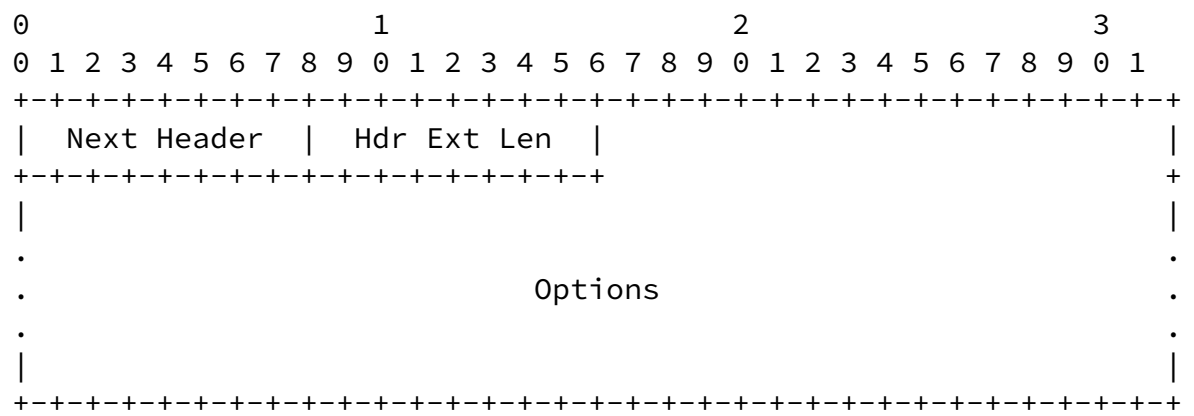 0                   1                   2                   3
0 1 2 3 4 5 6 7 8 9 0 1 2 3 4 5 6 7 8 9 0 1 2 3 4 5 6 7 8 9 0 1
+-+-+-+-+-+-+-+-+-+-+-+-+-+-+-+-+-+-+-+-+-+-+-+-+-+-+-+-+-+-+-+-+
|  Next Header  |  Hdr Ext Len  |                               |
+-+-+-+-+-+-+-+-+-+-+-+-+-+-+-+-+                               +
|                                                               |
.                                                               .
.                            Options                            .
.                                                               .
|                                                               |
+-+-+-+-+-+-+-+-+-+-+-+-+-+-+-+-+-+-+-+-+-+-+-+-+-+-+-+-+-+-+-+-+